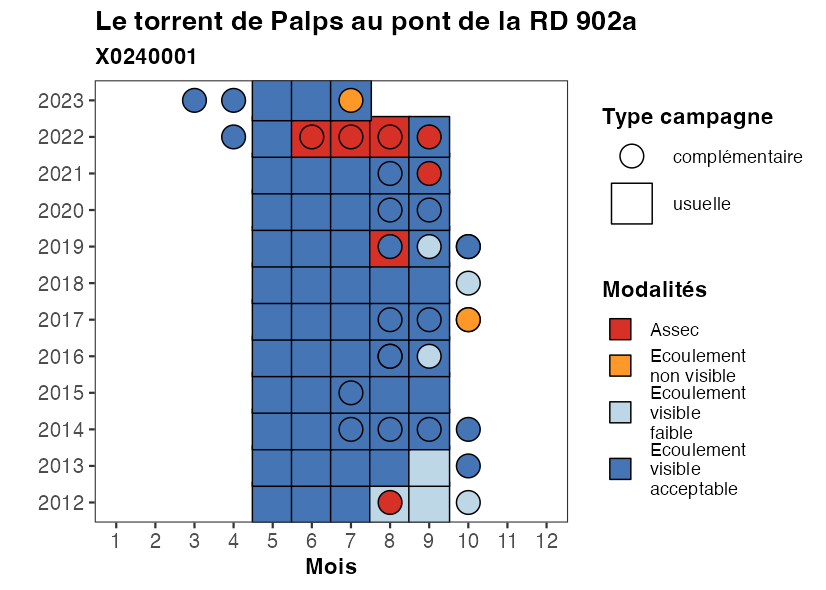 Le torrent de Palps au pont de la RD 902a
X0240001
2023
2022
2021
2020
2019
2018
2017
2016
2015
2014
2013
2012
1 2 3 4 5 6 7 8 9 10 11 12
Mois
Type campagne
complémentaire
usuelle
Modalités
Assec
Ecoulement
non visible
Ecoulement
visible
faible
Ecoulement
visible
acceptable